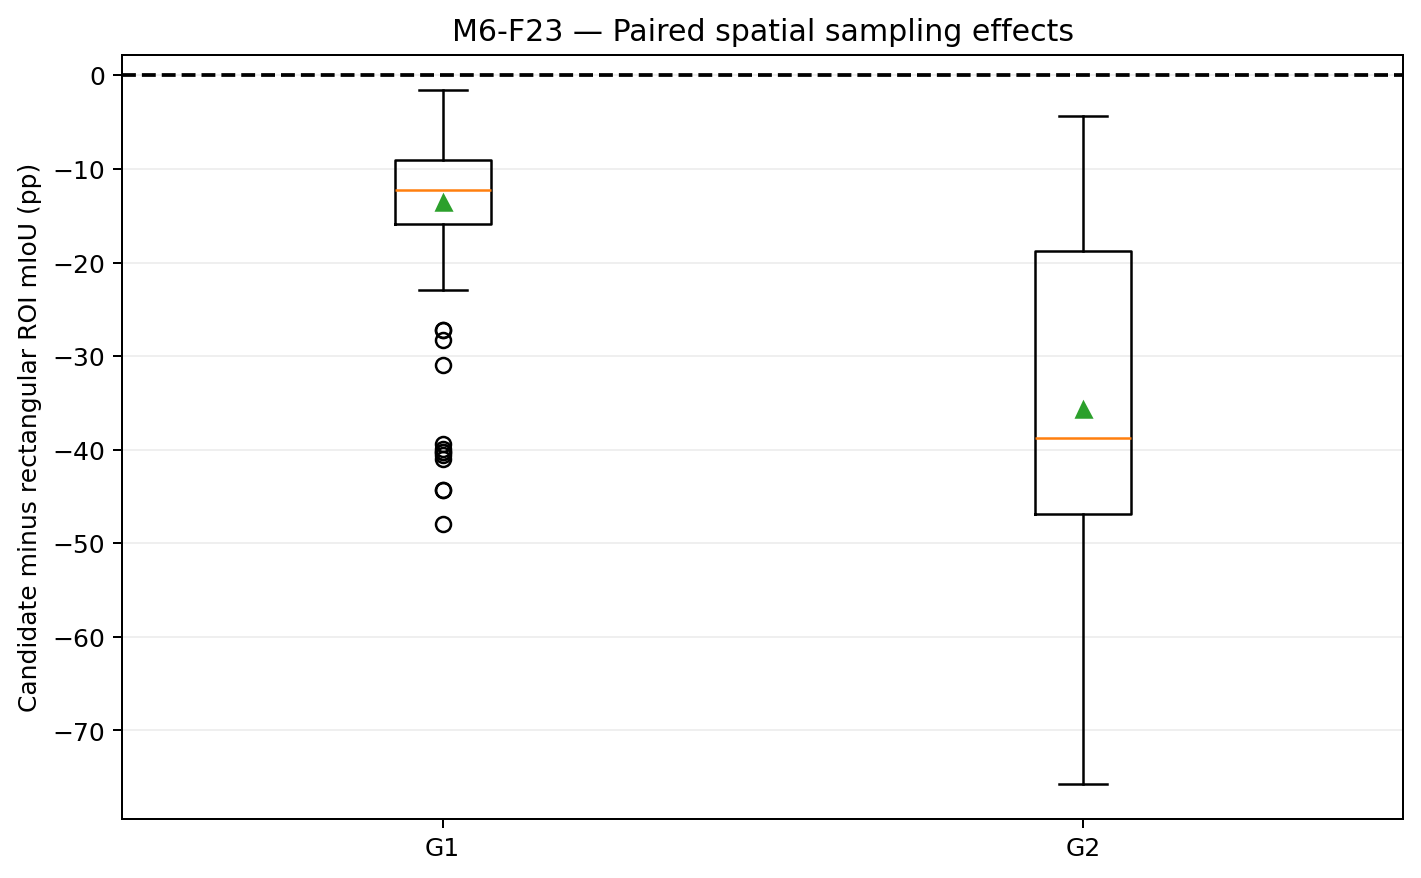 M6-F23 — Paired spatial sampling effects
Candidate minus rectangular ROI mIoU (pp)
0
−10
−20
−30
−40
−50
−60
−70
G1
G2